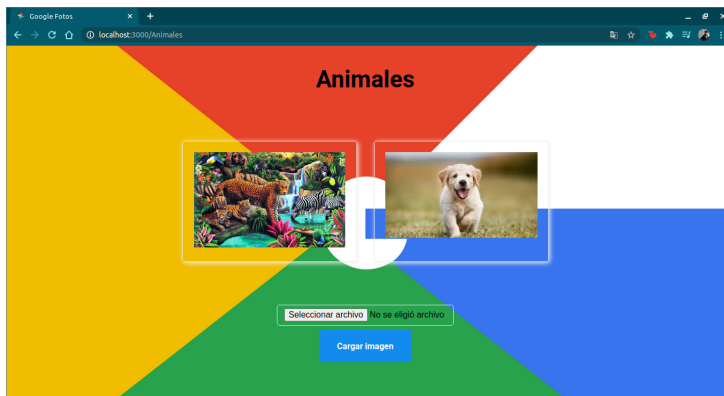 Google Fotos
localhost:3000/Animales
Animales
Seleccionar archivo No se eligió archivo
Cargar imagen